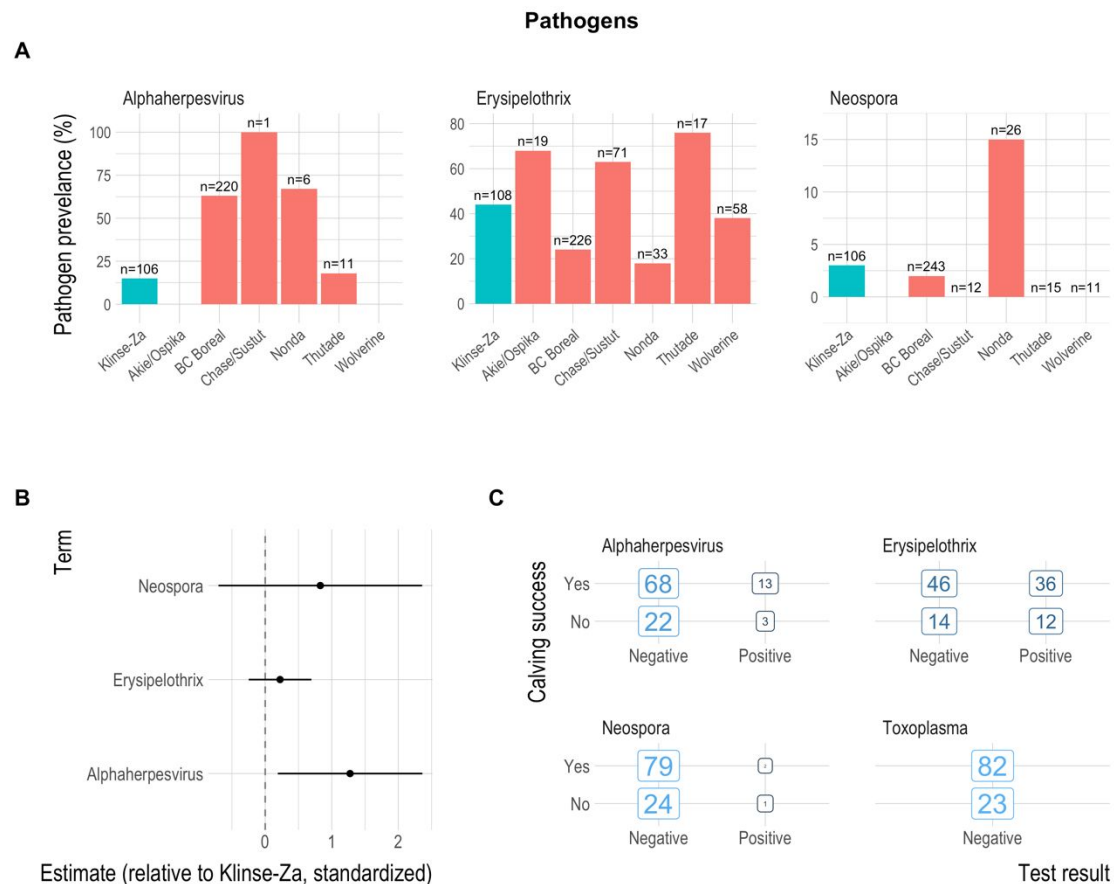 Pathogens
A
Pathogen prevelance (%)
Alphaherpesvirus
100
75
50
25
0
n=106
n=220
n=1
n=6
n=11
Klinse-Za
Akie/Ospika
BC Boreal
Chase/Sustut
Nonda
Thutade
Wolverine
Erysipelothrix
80
60
40
20
0
n=108
n=19
n=226
n=71
n=33
n=17
n=58
Klinse-Za
Akie/Ospika
BC Boreal
Chase/Sustut
Nonda
Thutade
Wolverine
Neospora
15
10
5
0
n=106
n=243
n=12
n=26
n=15
n=11
Klinse-Za
Akie/Ospika
BC Boreal
Chase/Sustut
Nonda
Thutade
Wolverine
B
Term
Neospora
Erysipelothrix
Alphaherpesvirus
0 1 2
Estimate (relative to Klinse-Za, standardized)
C
Calving success
Alphaherpesvirus
Yes 68 13
No 22 3
Negative Positive
Erysipelothrix
46 36
14 12
Negative Positive
Neospora
Yes 79
No 24 1
Negative Positive
Toxoplasma
82
23
Negative
Test result